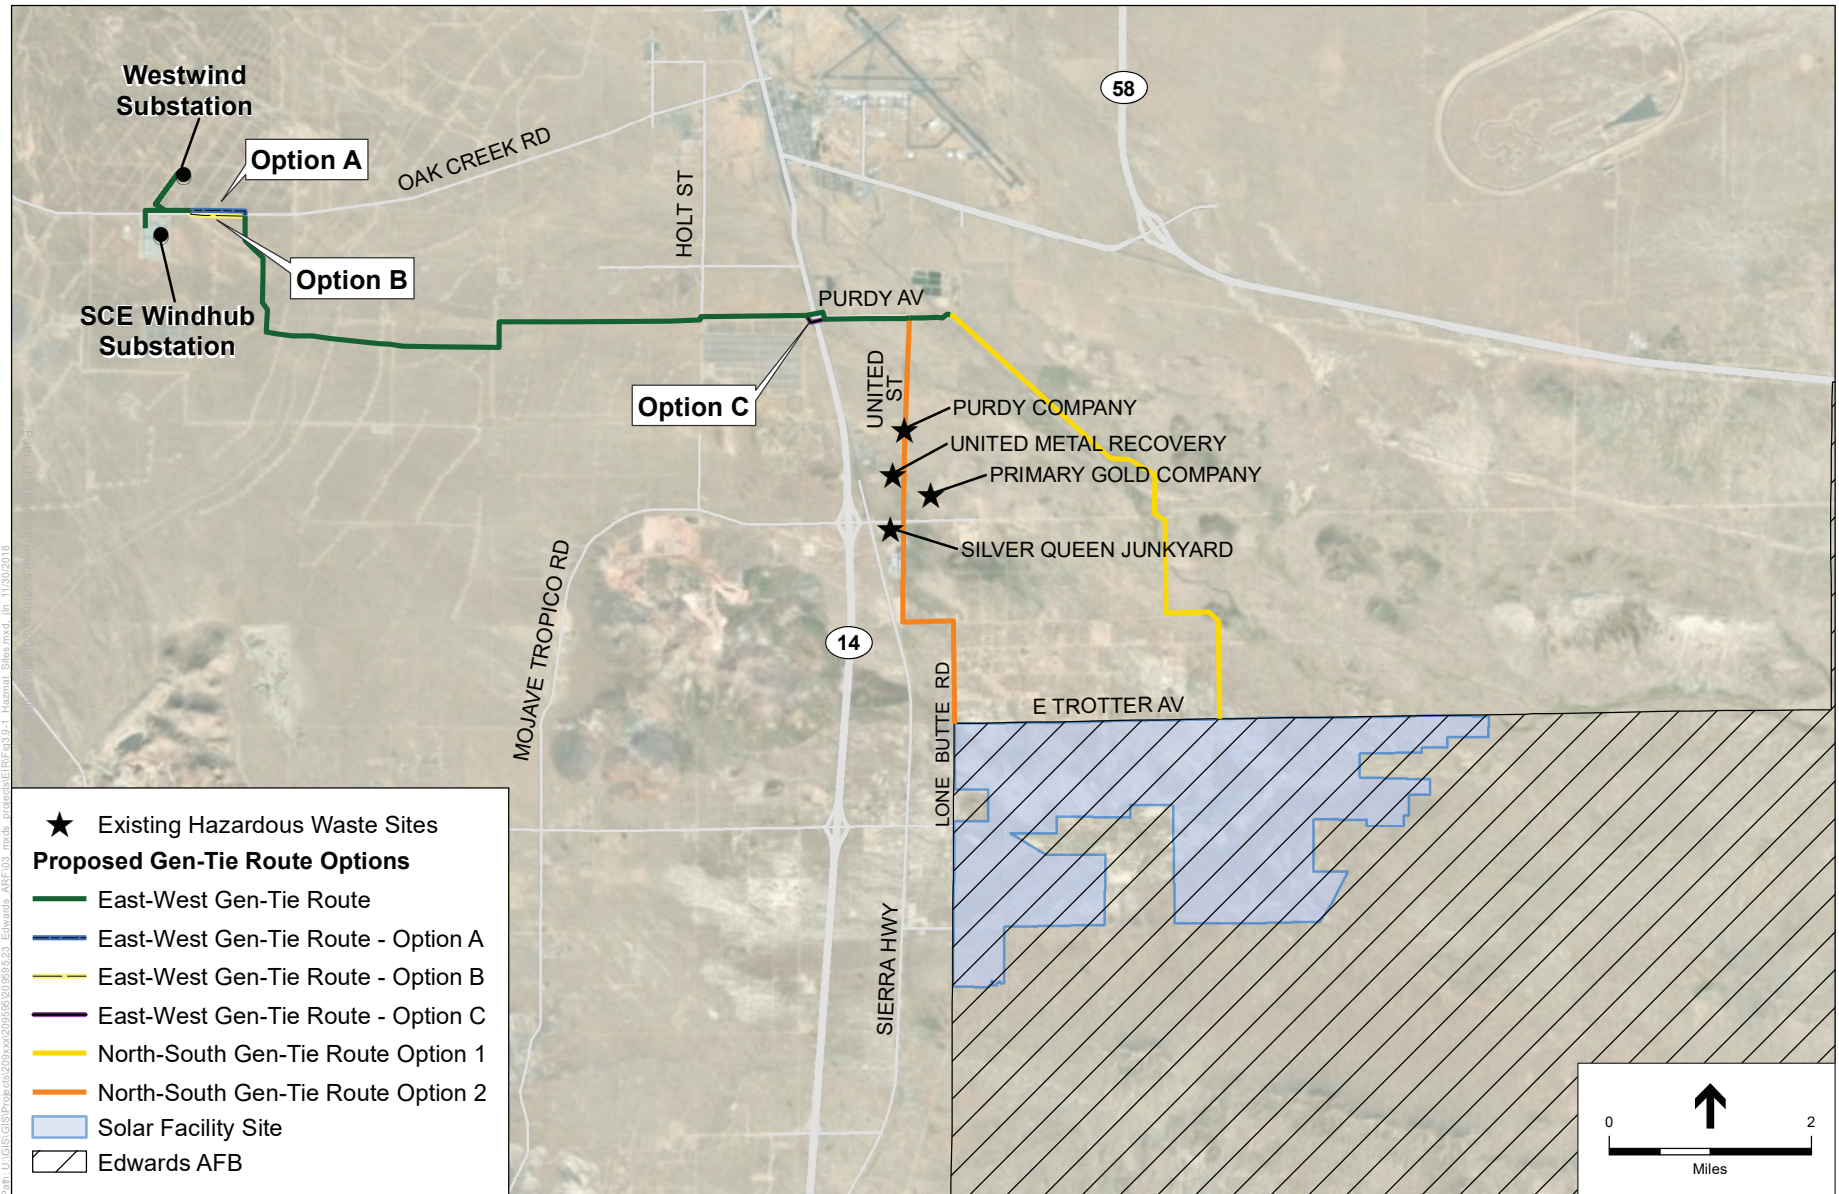 Westwind
Substation
Option A
OAK CREEK RD
58
HOLT ST
Option B
SCE Windhub
Substation
PURDY AV
UNITED
ST
Option C
PURDY COMPANY
UNITED METAL RECOVERY
PRIMARY GOLD COMPANY
SILVER QUEEN JUNKYARD
MOJAVE TROPICO RD
14
LONE BUTTE RD
E TROTTER AV
SIERRA HWY
Existing Hazardous Waste Sites
Proposed Gen-Tie Route Options
East-West Gen-Tie Route
East-West Gen-Tie Route - Option A
East-West Gen-Tie Route - Option B
East-West Gen-Tie Route - Option C
North-South Gen-Tie Route Option 1
North-South Gen-Tie Route Option 2
Solar Facility Site
Edwards AFB
0 2
Miles